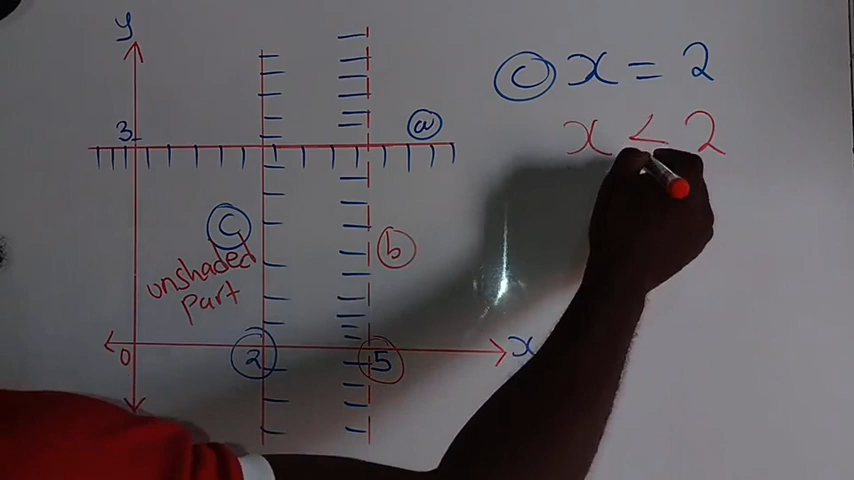 y
3
ⓐ
ⓒ x = 2
x < 2
ⓒ
unshaded
part
ⓑ
0
2
5
x